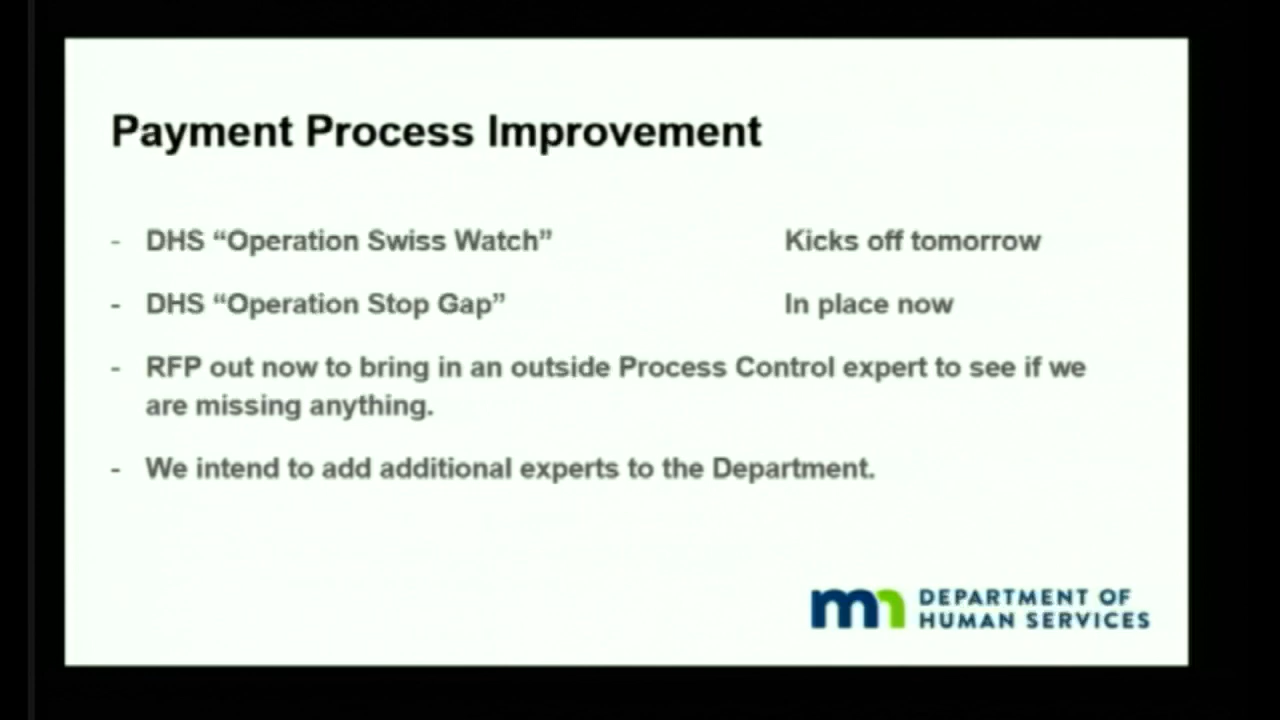 Payment Process Improvement
- DHS “Operation Swiss Watch” Kicks off tomorrow
- DHS “Operation Stop Gap” In place now
- RFP out now to bring in an outside Process Control expert to see if we
are missing anything.
- We intend to add additional experts to the Department.
mn DEPARTMENT OF
HUMAN SERVICES